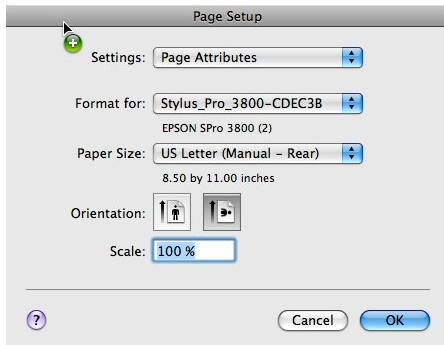 Page Setup
Settings: Page Attributes
Format for: Stylus_Pro_3800-CDEC3B
EPSON SPro 3800 (2)
Paper Size: US Letter (Manual - Rear)
8.50 by 11.00 inches
Orientation:
Scale: 100 %
? Cancel OK